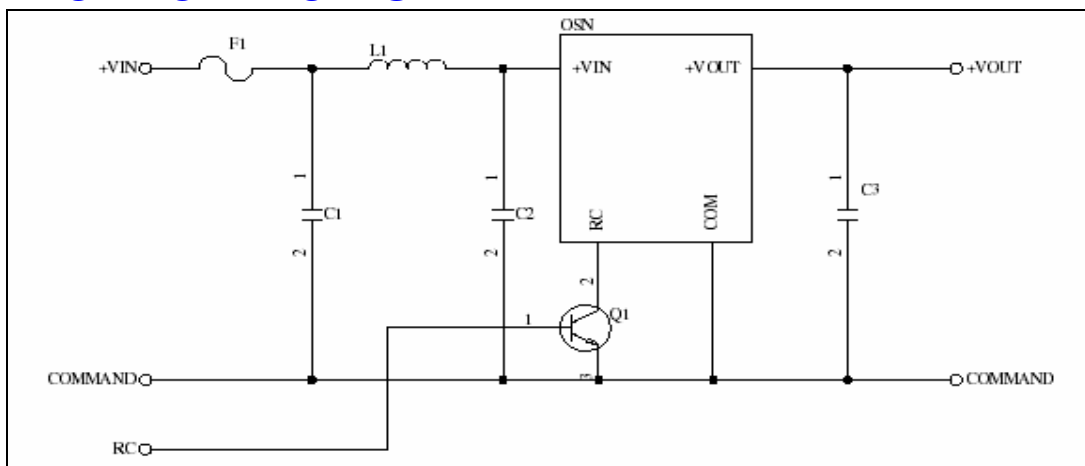 OSN
F1
L1
+VIN
+VIN
+VOUT
+VOUT
1
1
1
C1
C2
C3
RC
COM
2
2
2
2
1
Q1
3
COMMAND
COMMAND
RC